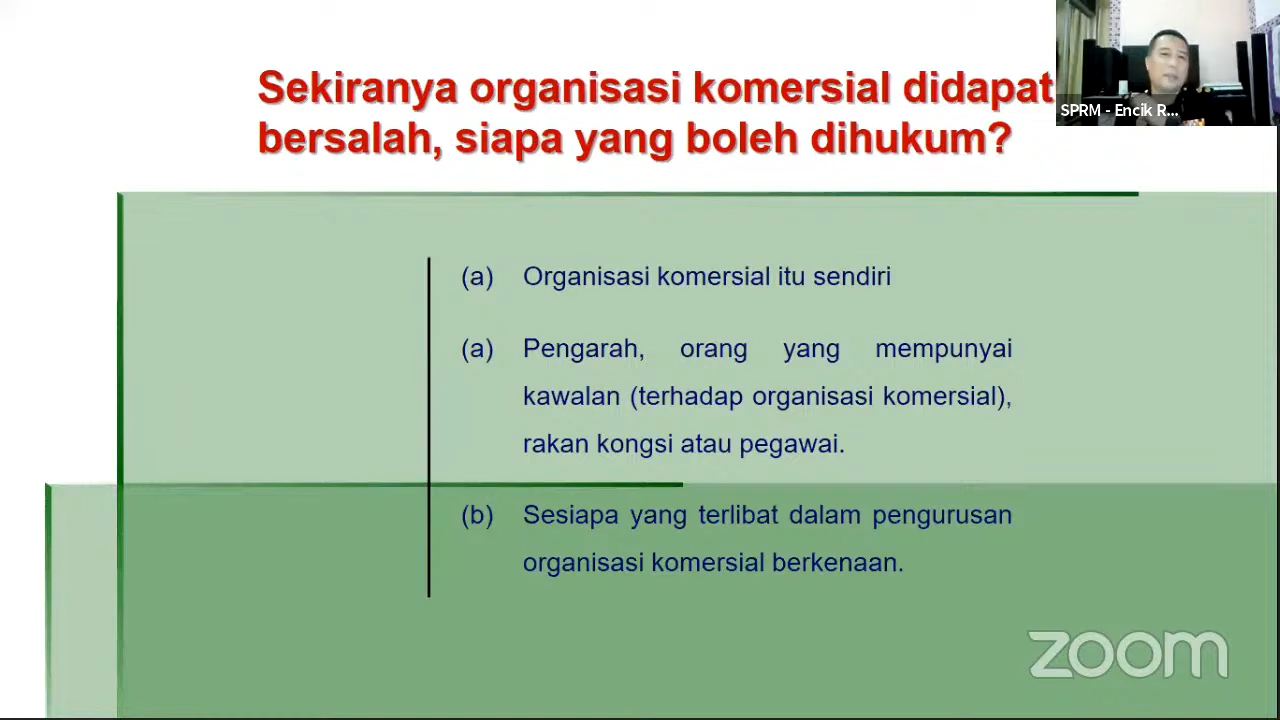 Sekiranya organisasi komersial didapat
bersalah, siapa yang boleh dihukum?
SPRM - Encik R...
(a) Organisasi komersial itu sendiri
(a) Pengarah, orang yang mempunyai
kawalan (terhadap organisasi komersial),
rakan kongsi atau pegawai.
(b) Sesiapa yang terlibat dalam pengurusan
organisasi komersial berkenaan.
zoom